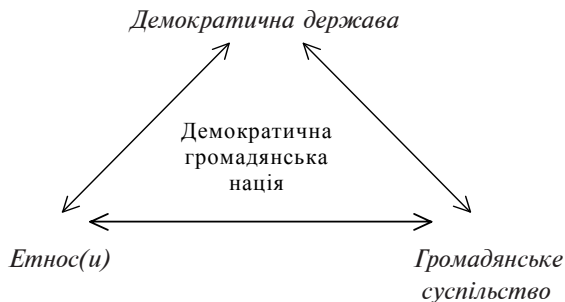 Демократична держава
Демократична
громадянська
нація
Етнос(и)
Громадянське
суспільство